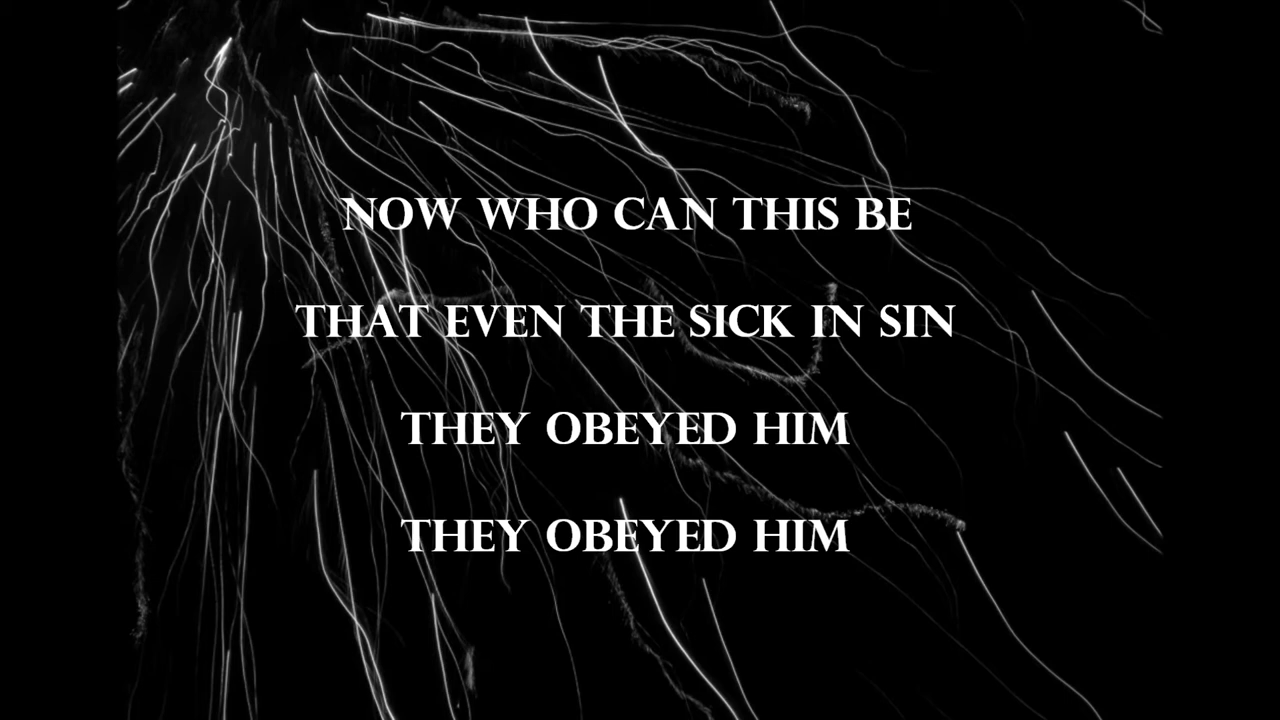 NOW WHO CAN THIS BE
THAT EVEN THE SICK IN SIN
THEY OBEYED HIM
THEY OBEYED HIM